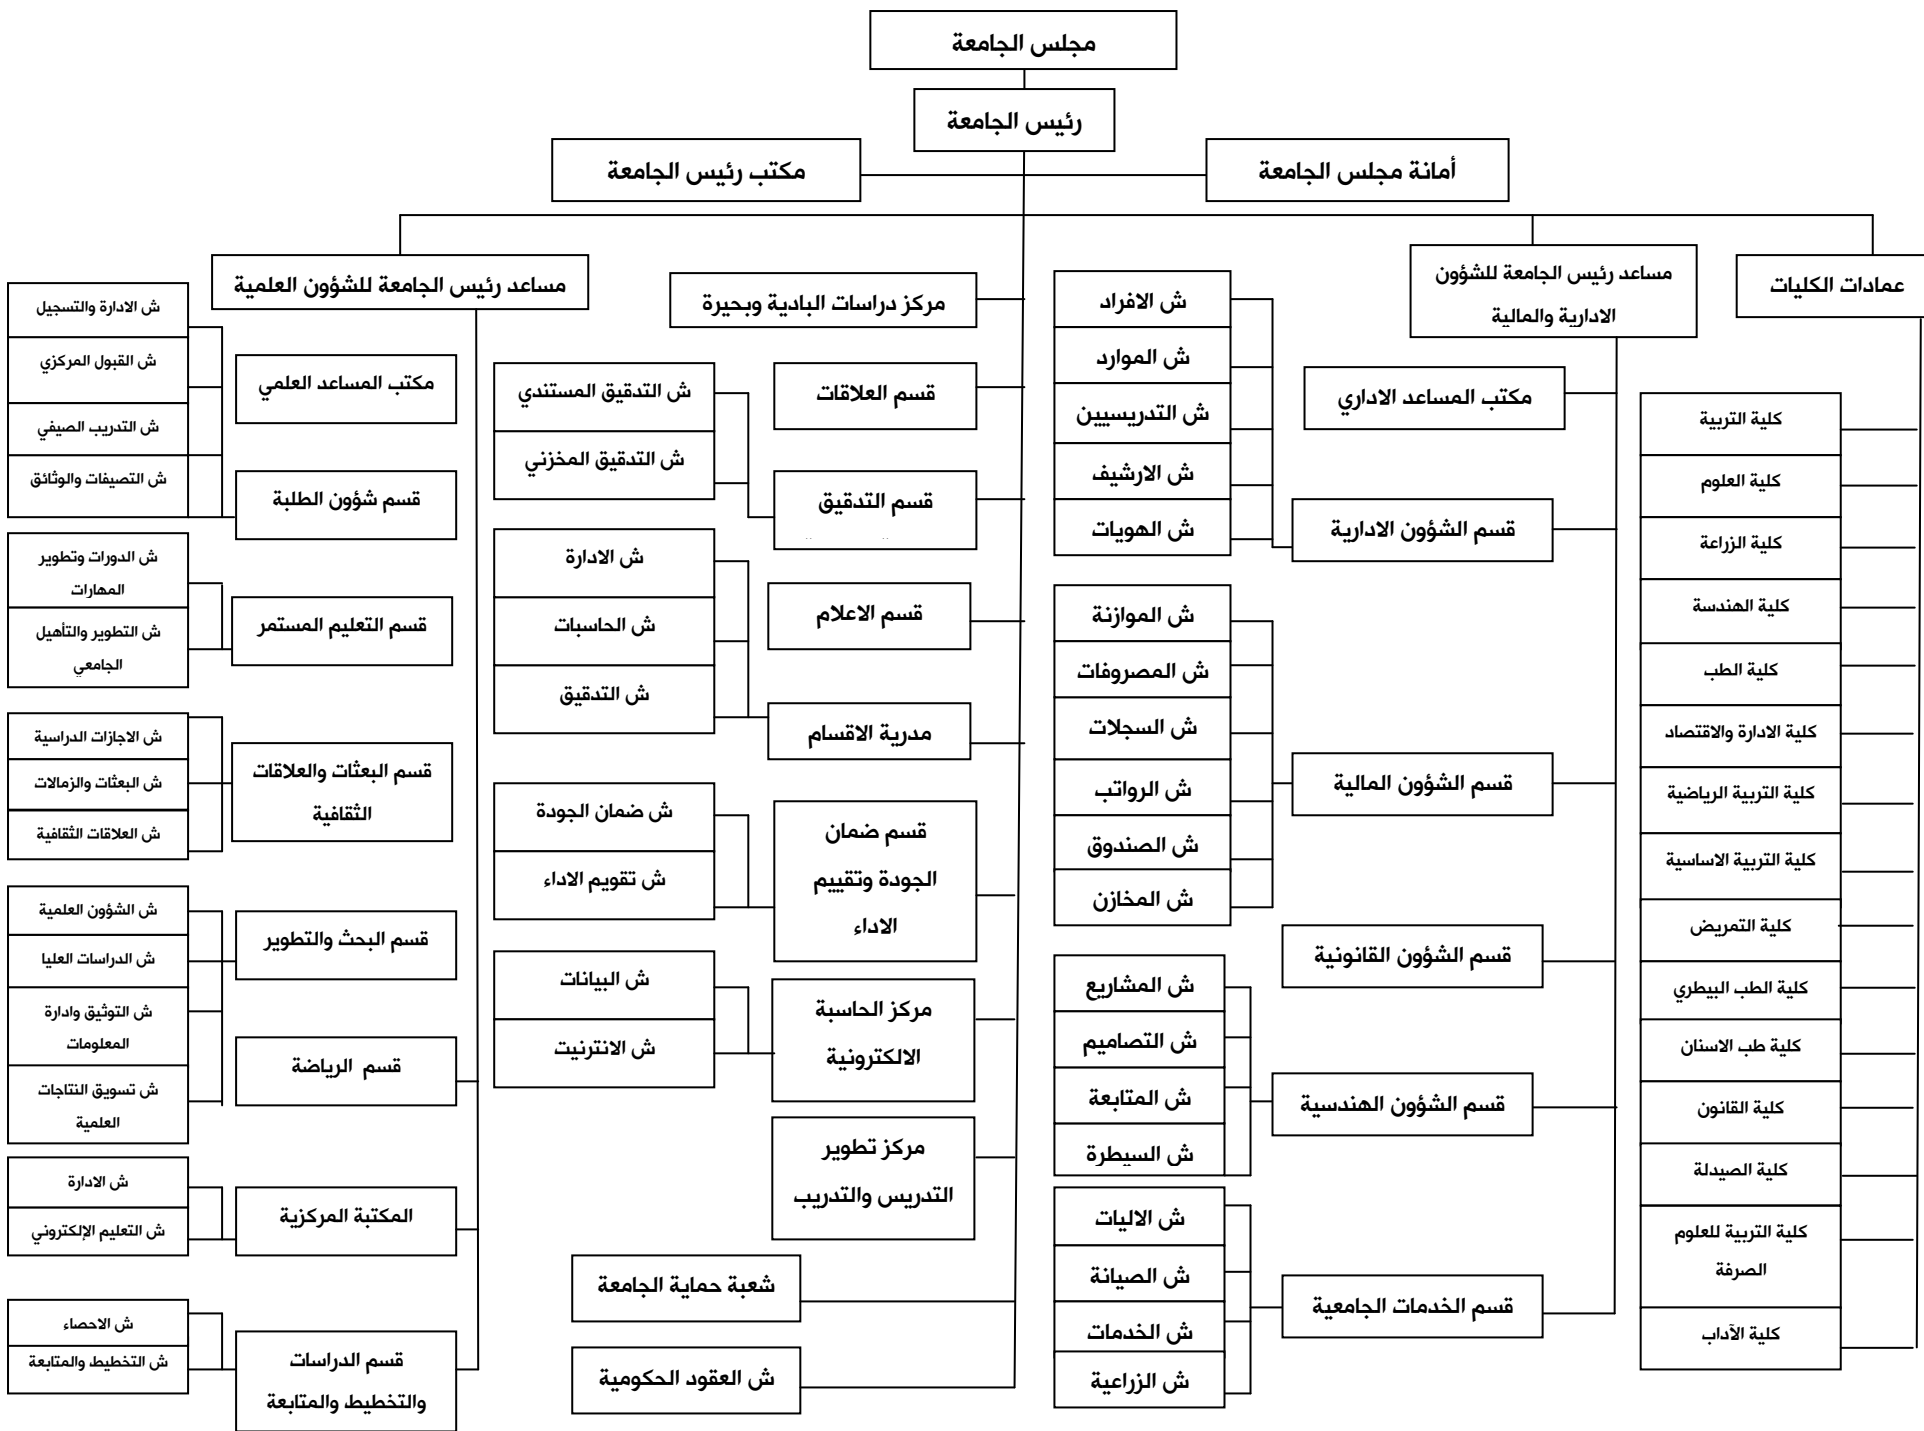 مجلس الجامعة
رئيس الجامعة
أمانة مجلس الجامعة
مكتب رئيس الجامعة
عمادات الكليات
كلية التربية
كلية العلوم
كلية الزراعة
كلية الهندسة
كلية الطب
كلية الادارة والاقتصاد
كلية التربية الرياضية
كلية التربية الاساسية
كلية التمريض
كلية الطب البيطري
كلية طب الاسنان
كلية القانون
كلية الصيدلة
كلية التربية للعلوم
الصرفة
كلية الآداب
مساعد رئيس الجامعة للشؤون
الادارية والمالية
مكتب المساعد الاداري
قسم الشؤون الادارية
ش الافراد
ش الموارد
ش التدريسيين
ش الارشيف
ش الهويات
قسم الشؤون المالية
ش الموازنة
ش المصروفات
ش السجلات
ش الرواتب
ش الصندوق
ش المخازن
قسم الشؤون القانونية
قسم الشؤون الهندسية
ش المشاريع
ش التصاميم
ش المتابعة
ش السيطرة
قسم الخدمات الجامعية
ش الاليات
ش الصيانة
ش الخدمات
ش الزراعية
مركز دراسات البادية وبحيرة
قسم العلاقات
قسم التدقيق
ش التدقيق المستندي
ش التدقيق المخزني
قسم الاعلام
مدرية الاقسام
ش الادارة
ش الحاسبات
ش التدقيق
قسم ضمان
الجودة وتقييم
الاداء
ش ضمان الجودة
ش تقويم الاداء
مركز الحاسبة
الالكترونية
ش البيانات
ش الانترنيت
مركز تطوير
التدريس والتدريب
شعبة حماية الجامعة
ش العقود الحكومية
مساعد رئيس الجامعة للشؤون العلمية
مكتب المساعد العلمي
قسم شؤون الطلبة
ش الادارة والتسجيل
ش القبول المركزي
ش التدريب الصيفي
ش التصيفات والوثائق
قسم التعليم المستمر
ش الدورات وتطوير
المهارات
ش التطوير والتأهيل
الجامعي
قسم البعثات والعلاقات
الثقافية
ش الاجازات الدراسية
ش البعثات والزمالات
ش العلاقات الثقافية
قسم البحث والتطوير
ش الشؤون العلمية
ش الدراسات العليا
ش التوثيق وادارة
المعلومات
ش تسويق النتاجات
العلمية
قسم الرياضة
المكتبة المركزية
ش الادارة
ش التعليم الإلكتروني
قسم الدراسات
والتخطيط والمتابعة
ش الاحصاء
ش التخطيط والمتابعة